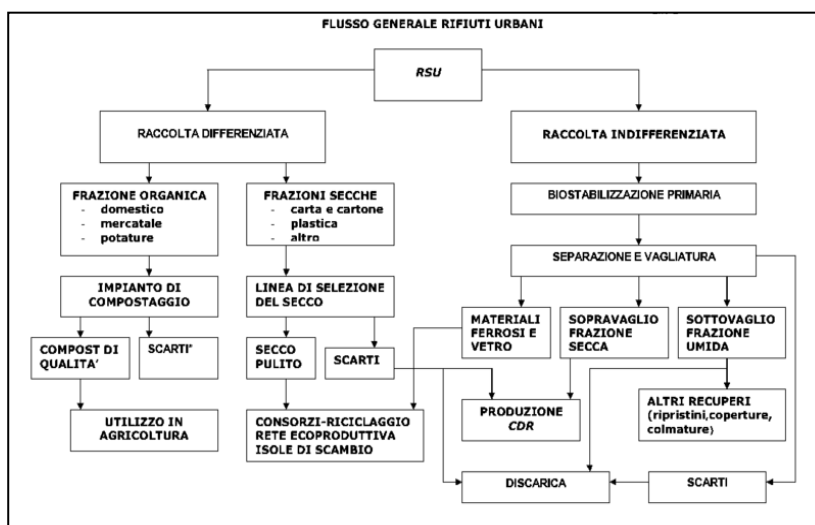 FLUSSO GENERALE RIFIUTI URBANI
RSU
RACCOLTA DIFFERENZIATA
RACCOLTA INDIFFERENZIATA
FRAZIONE ORGANICA
- domestico
- mercatale
- potature
FRAZIONI SECCHE
- carta e cartone
- plastica
- altro
BIOSTABILIZZAZIONE PRIMARIA
SEPARAZIONE E VAGLIATURA
IMPIANTO DI
COMPOSTAGGIO
LINEA DI SELEZIONE
DEL SECCO
MATERIALI
FERROSI E
VETRO
SOPRAVAGLIO
FRAZIONE
SECCA
SOTTOVAGLIO
FRAZIONE
UMIDA
COMPOST DI
QUALITA'
SCARTI*
SECCO
PULITO
SCARTI
UTILIZZO IN
AGRICOLTURA
CONSORZI-RICICLAGGIO
RETE ECOPRODUTTIVA
ISOLE DI SCAMBIO
PRODUZIONE
CDR
ALTRI RECUPERI
(ripristini,coperture,
colmature)
DISCARICA
SCARTI